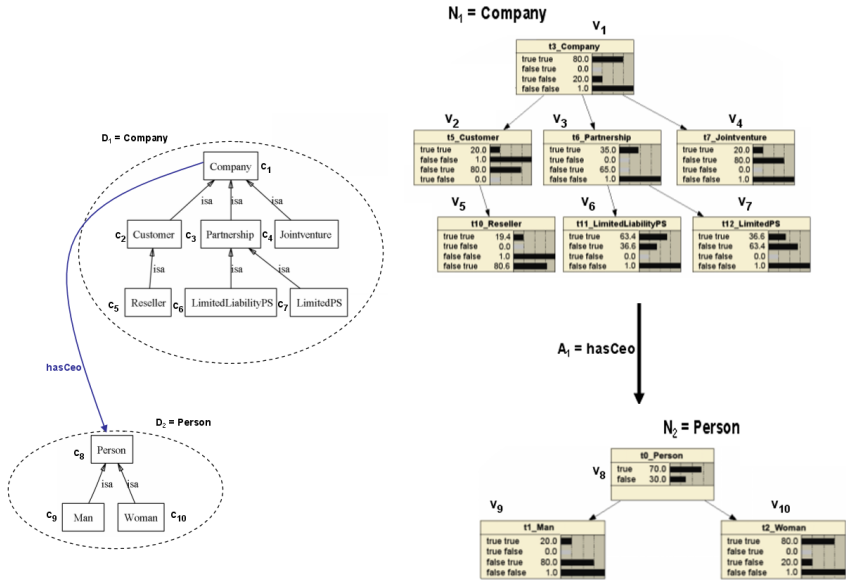 N1 = Company
V1
t3_Company
true true 80.0
false true 0.0
true false 20.0
false false 1.0
D1 = Company
Company C1
isa isa isa
C2 Customer C3 Partnership C4 Jointventure
isa isa isa
C5 Reseller C6 LimitedLiabilityPS C7 LimitedPS
hasCeo
D2 = Person
C8 Person
isa isa
C9 Man Woman C10
V2
t5_Customer
true true 20.0
false false 1.0
false true 80.0
true false 0.0
V3
t6_Partnership
true true 35.0
true false 0.0
false true 65.0
false false 1.0
V4
t7_Jointventure
true true 20.0
false true 80.0
true false 0.0
false false 1.0
V5
t10_Reseller
true true 19.4
true false 0.0
false false 1.0
false true 80.6
V6
t11_LimitedLiabilityPS
true true 63.4
false true 36.6
true false 0.0
false false 1.0
V7
t12_LimitedPS
true true 36.6
false true 63.4
true false 0.0
false false 1.0
A1 = hasCeo
N2 = Person
V8
t0_Person
true 70.0
false 30.0
V9
t1_Man
true true 20.0
true false 0.0
false true 80.0
false false 1.0
V10
t2_Woman
true true 80.0
true false 0.0
false true 20.0
false false 1.0